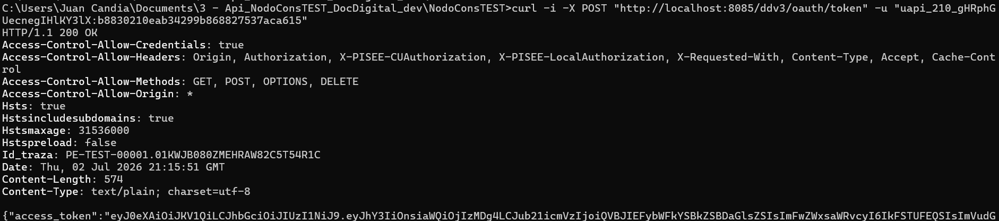 C:\Users\Juan Candia\Documents\3 - Api_NodoConsTEST_DocDigital_dev\NodoConsTEST>curl -i -X POST "http://localhost:8085/ddv3/oauth/token" -u "uapi_210_gHRphG
UecnegIHlKY3lX:b8830210eab34299b868827537aca615"
HTTP/1.1 200 OK
Access-Control-Allow-Credentials: true
Access-Control-Allow-Headers: Origin, Authorization, X-PISEE-CUAuthorization, X-PISEE-LocalAuthorization, X-Requested-With, Content-Type, Accept, Cache-Cont
rol
Access-Control-Allow-Methods: GET, POST, OPTIONS, DELETE
Access-Control-Allow-Origin: *
Hsts: true
Hstsincludesubdomains: true
Hstsmaxage: 31536000
Hstspreload: false
Id_traza: PE-TEST-00001.01KWJB080ZMEHRAW82C5T54R1C
Date: Thu, 02 Jul 2026 21:15:51 GMT
Content-Length: 574
Content-Type: text/plain; charset=utf-8
{"access_token":"eyJ0eXAiOiJKV1QiLCJhbGciOiJIUzI1NiJ9.eyJhY3IiOnsiaWQiOjIzMDg4LCJub21icmVzIjoiQVBJIEFybWFkYSBkZSBDaGlsZSIsImFwZWxsaWRvcyI6IkFSTUFEQSIsImVudG